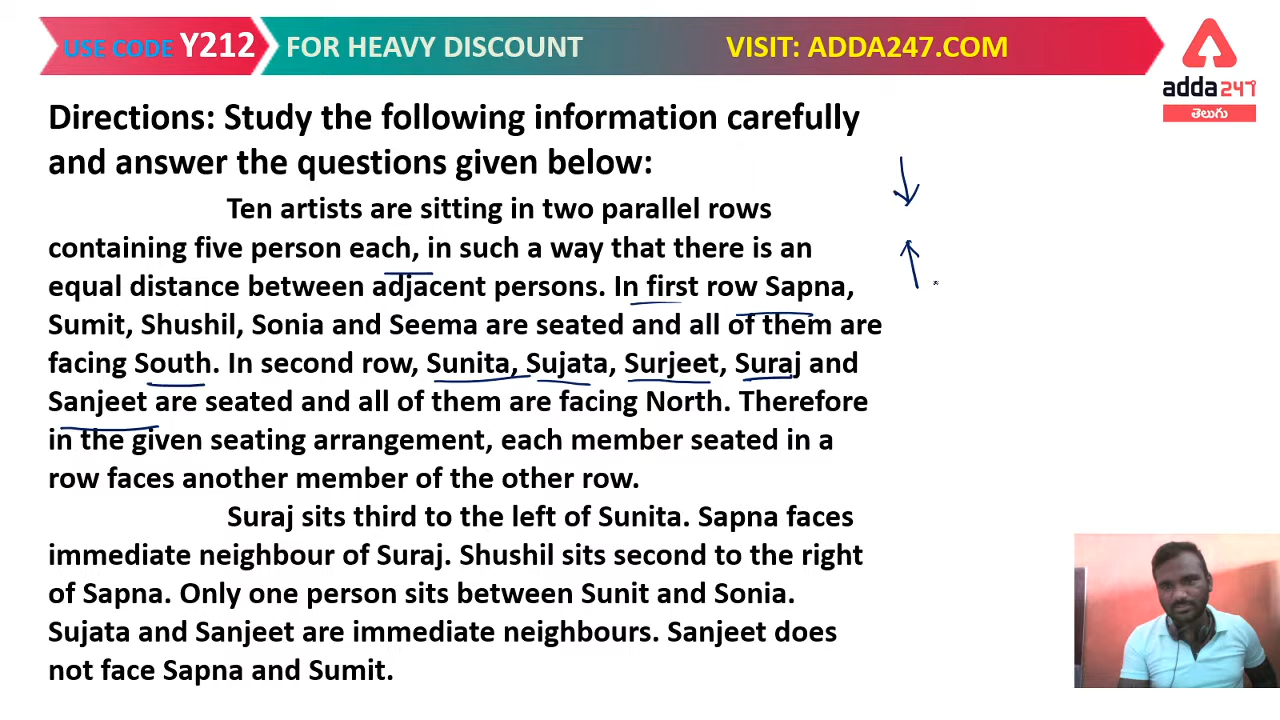 USE CODE Y212 FOR HEAVY DISCOUNT VISIT: ADDA247.COM
adda247
తెలుగు
Directions: Study the following information carefully
and answer the questions given below:
Ten artists are sitting in two parallel rows
containing five person each, in such a way that there is an
equal distance between adjacent persons. In first row Sapna,
Sumit, Shushil, Sonia and Seema are seated and all of them are
facing South. In second row, Sunita, Sujata, Surjeet, Suraj and
Sanjeet are seated and all of them are facing North. Therefore
in the given seating arrangement, each member seated in a
row faces another member of the other row.
Suraj sits third to the left of Sunita. Sapna faces
immediate neighbour of Suraj. Shushil sits second to the right
of Sapna. Only one person sits between Sunit and Sonia.
Sujata and Sanjeet are immediate neighbours. Sanjeet does
not face Sapna and Sumit.